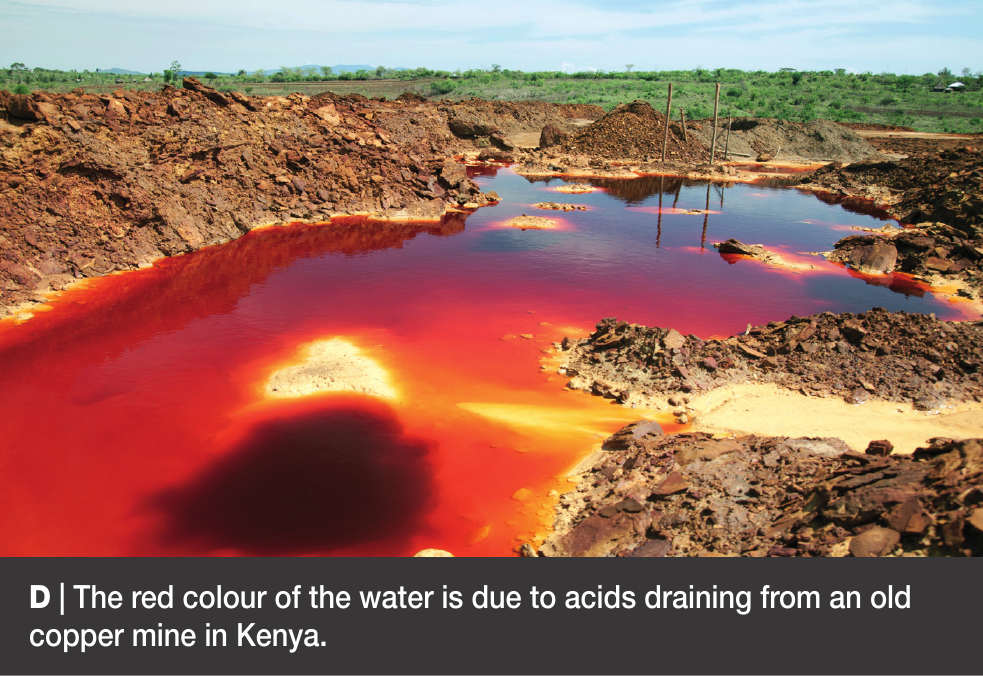 D | The red colour of the water is due to acids draining from an old
copper mine in Kenya.